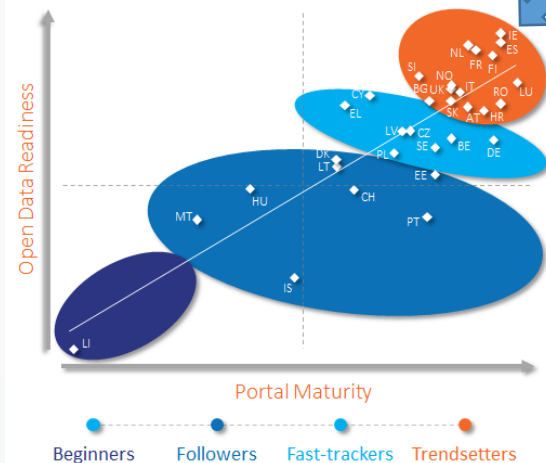 IE
ES
NL
FR
FI
SI
NO
IT
LU
BG
UK
RO
CY
SK
AT
HR
EL
LV
CZ
SE
BE
DE
PL
DK
LT
EE
HU
CH
MT
PT
IS
LI
Open Data Readiness
Portal Maturity
Beginners Followers Fast-trackers Trendsetters